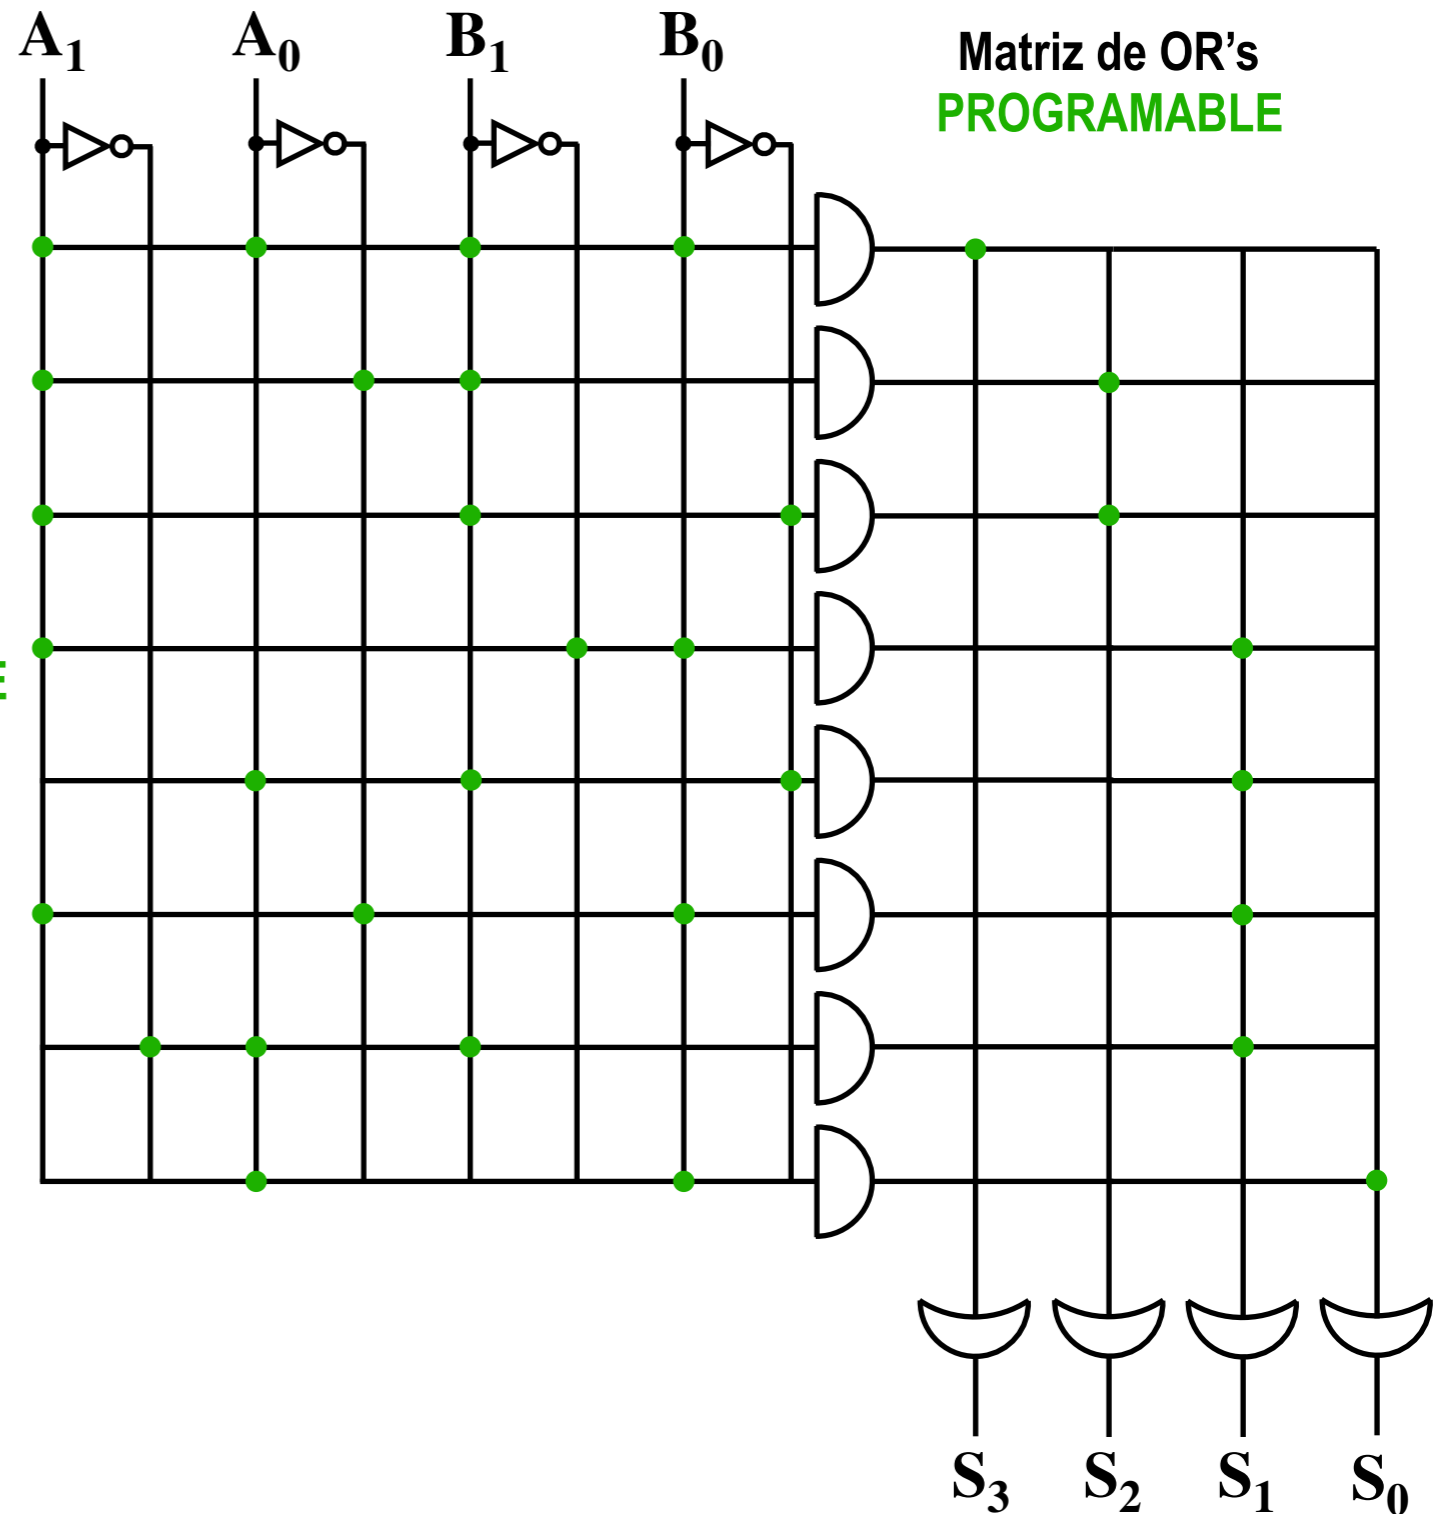 A₁ A₀ B₁ B₀
Matriz de OR’s
PROGRAMABLE
E
S₃ S₂ S₁ S₀